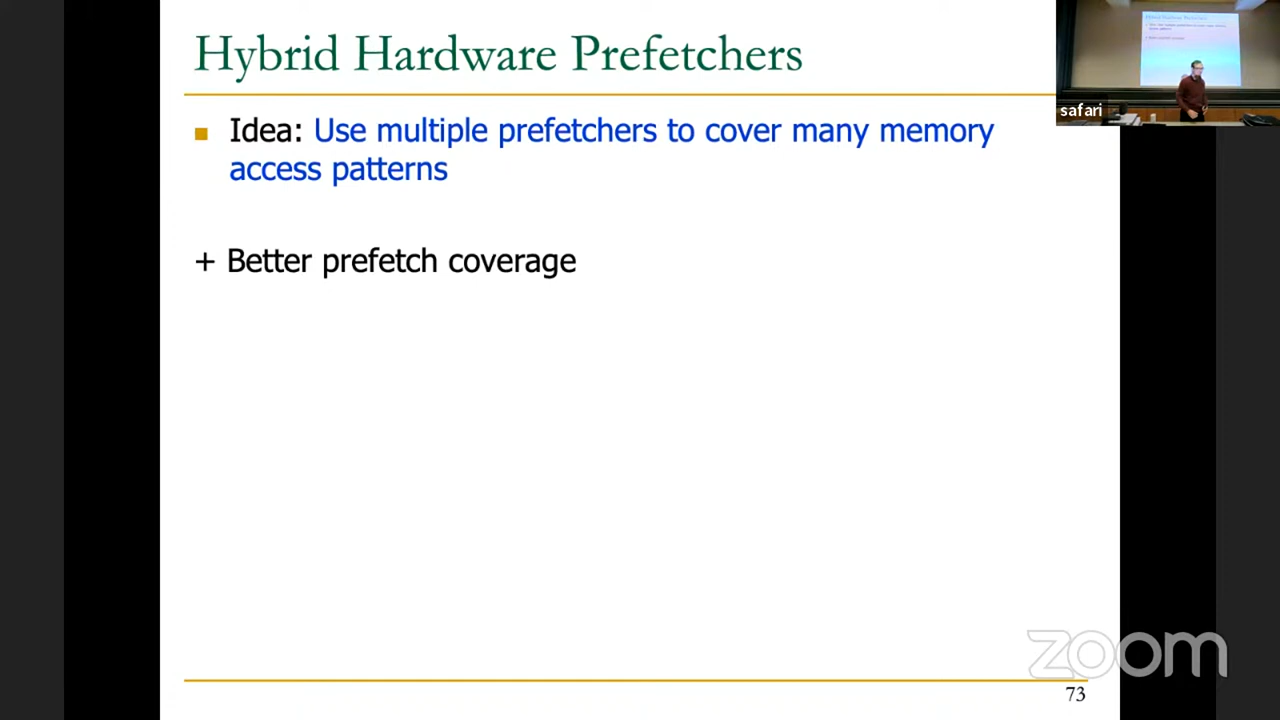 Hybrid Hardware Prefetchers
Idea: Use multiple prefetchers to cover many memory
access patterns
+ Better prefetch coverage
safari
zoom
73